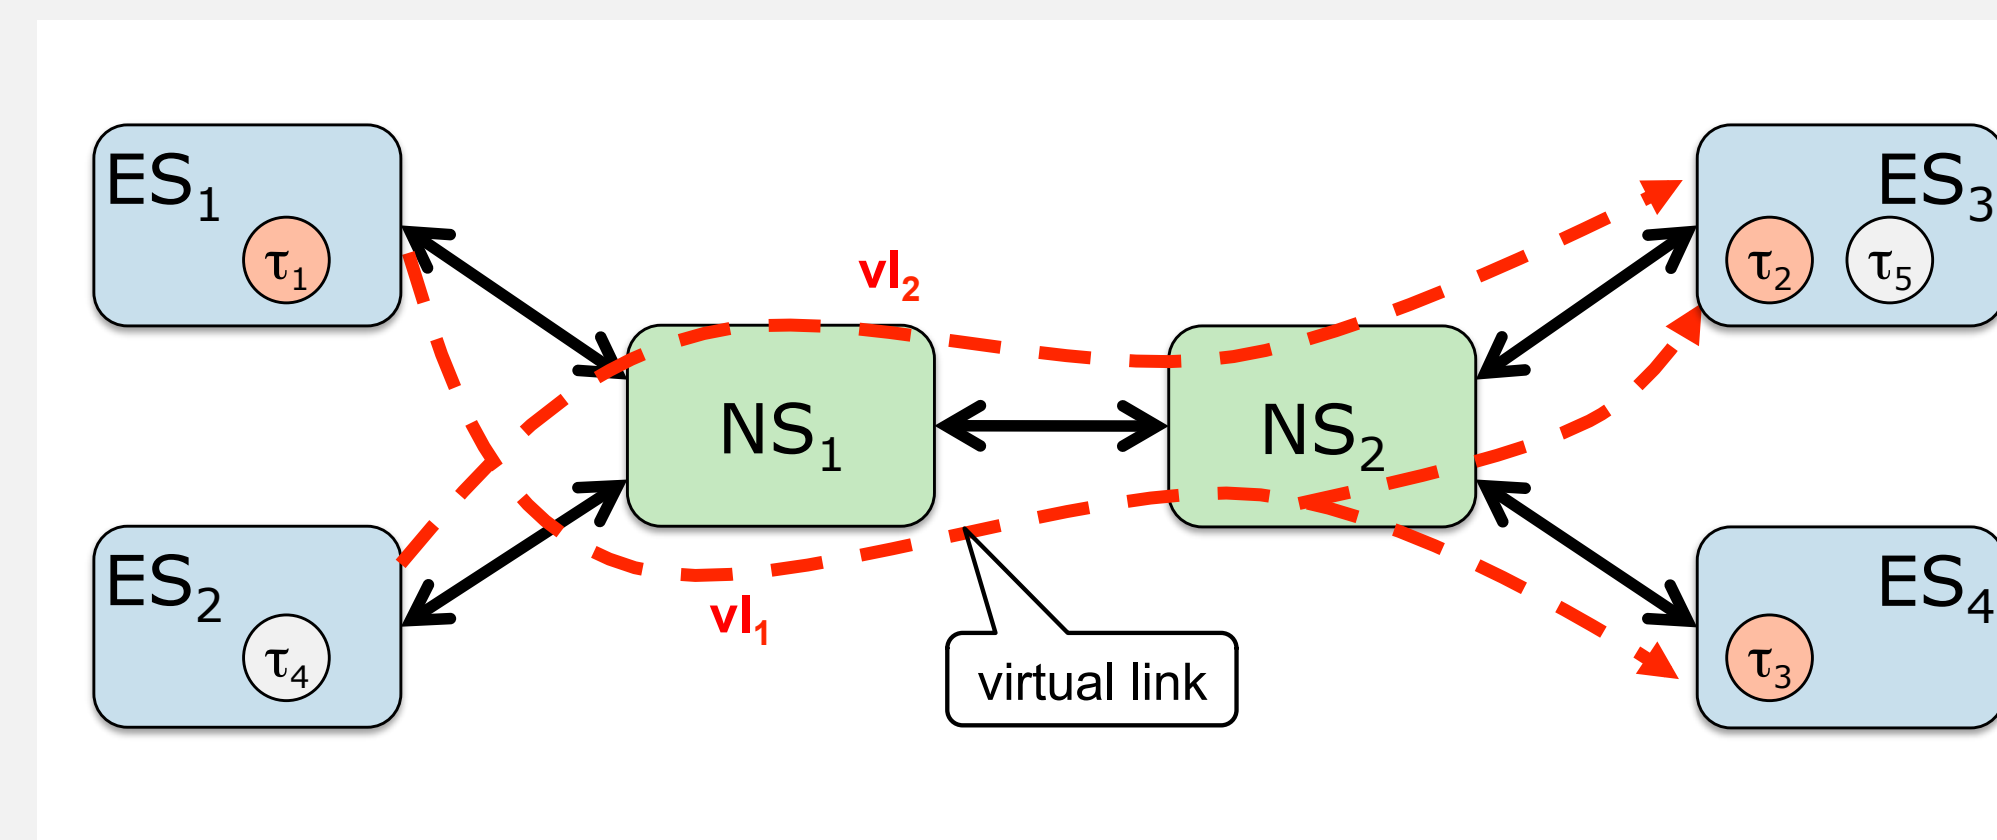 ES₁
τ₁
ES₃
τ₂
τ₅
vl₂
NS₁
NS₂
ES₂
τ₄
vl₁
virtual link
ES₄
τ₃